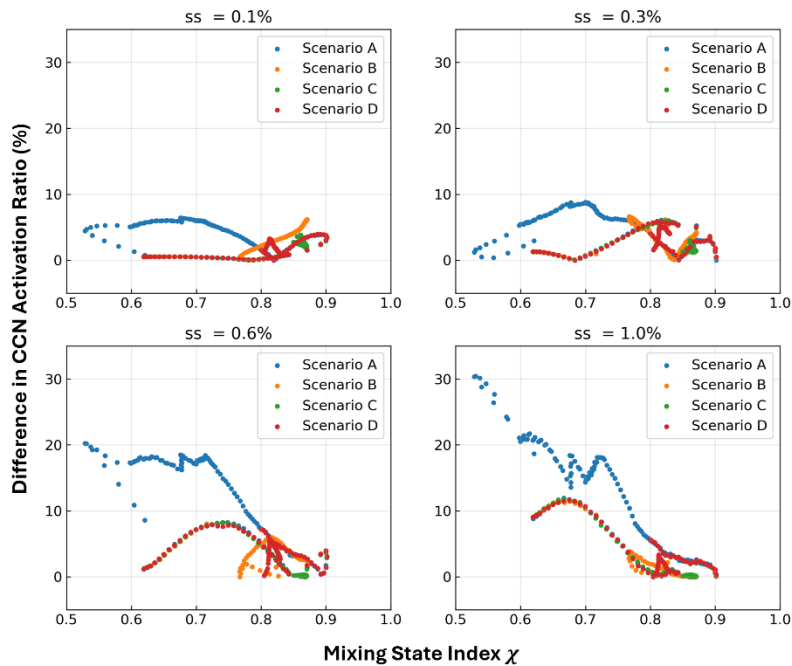 ss = 0.1%
ss = 0.3%
Scenario A
Scenario B
Scenario C
Scenario D
Scenario A
Scenario B
Scenario C
Scenario D
30
20
10
0
0.5 0.6 0.7 0.8 0.9 1.0
30
20
10
0
0.5 0.6 0.7 0.8 0.9 1.0
Difference in CCN Activation Ratio (%)
ss = 0.6%
ss = 1.0%
Scenario A
Scenario B
Scenario C
Scenario D
Scenario A
Scenario B
Scenario C
Scenario D
30
20
10
0
0.5 0.6 0.7 0.8 0.9 1.0
30
20
10
0
0.5 0.6 0.7 0.8 0.9 1.0
Mixing State Index χ